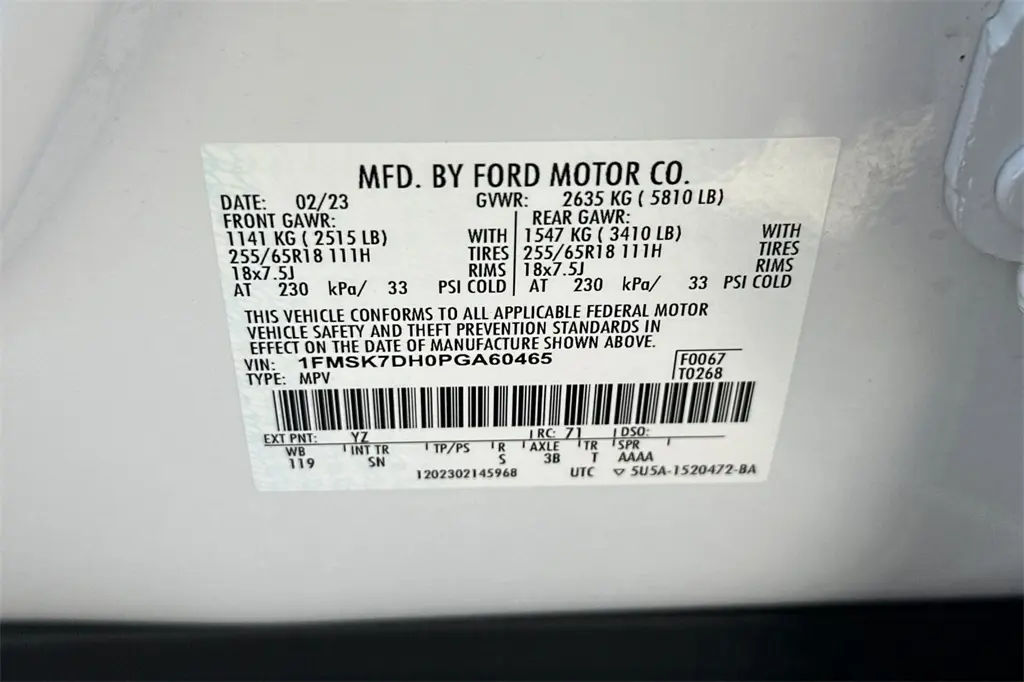 MFD. BY FORD MOTOR CO.
DATE: 02/23 GVWR: 2635 KG ( 5810 LB)
FRONT GAWR: REAR GAWR:
1141 KG ( 2515 LB) WITH 1547 KG ( 3410 LB) WITH
255/65R18 111H TIRES 255/65R18 111H TIRES
18x7.5J RIMS 18x7.5J RIMS
AT 230 kPa/ 33 PSI COLD AT 230 kPa/ 33 PSI COLD
THIS VEHICLE CONFORMS TO ALL APPLICABLE FEDERAL MOTOR
VEHICLE SAFETY AND THEFT PREVENTION STANDARDS IN
EFFECT ON THE DATE OF MANUFACTURE SHOWN ABOVE.
VIN: 1FMSK7DH0PGA60465 F0067
TYPE: MPV T0268
EXT PNT: YZ RC: 71 DSO:
WB INT TR TP/PS R AXLE TR SPR
119 SN S 3B T AAAA
1202302145968 UTC ▽ 5U5A-1520472-BA